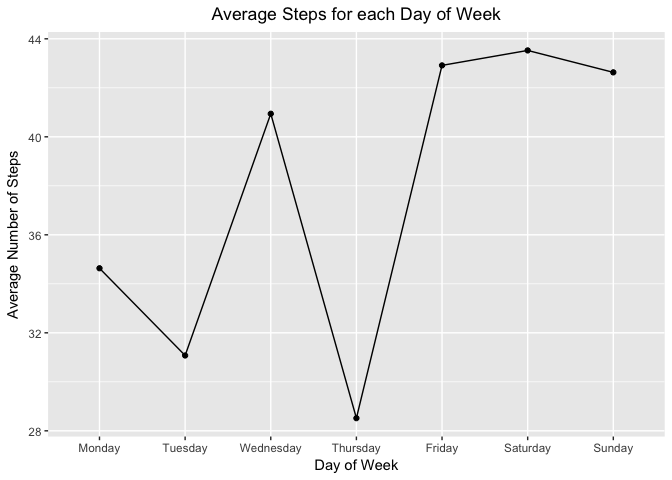 Average Steps for each Day of Week
Average Number of Steps
44
40
36
32
28
Monday Tuesday Wednesday Thursday Friday Saturday Sunday
Day of Week